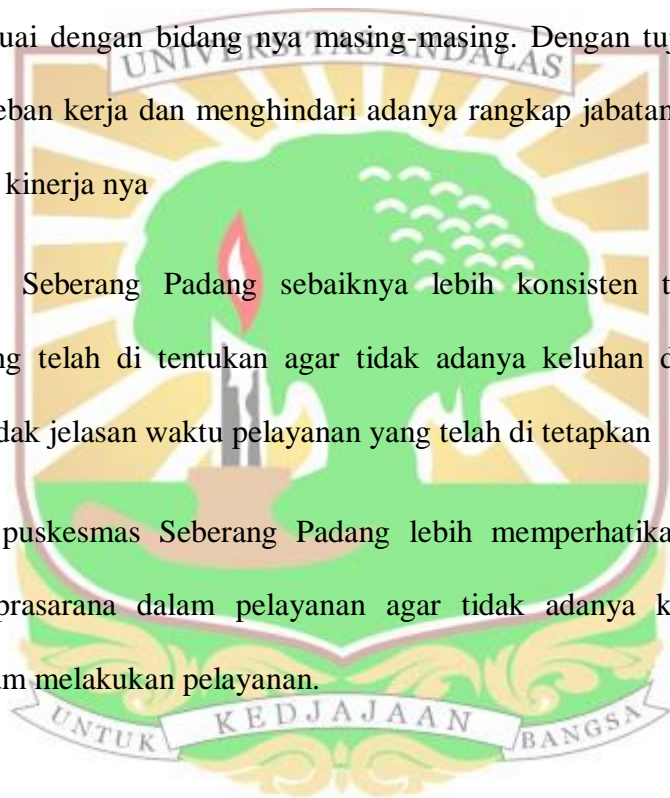 uai dengan bidang nya masing-masing. Dengan tuj
UNIVERSITAS ANDALAS
eban kerja dan menghindari adanya rangkap jabatan
kinerja nya
Seberang Padang sebaiknya lebih konsisten t
ng telah di tentukan agar tidak adanya keluhan d
dak jelasan waktu pelayanan yang telah di tetapkan
puskesmas Seberang Padang lebih memperhatika
prasarana dalam pelayanan agar tidak adanya k
m melakukan pelayanan.
UNTUK KEDJAJAAN BANGSA